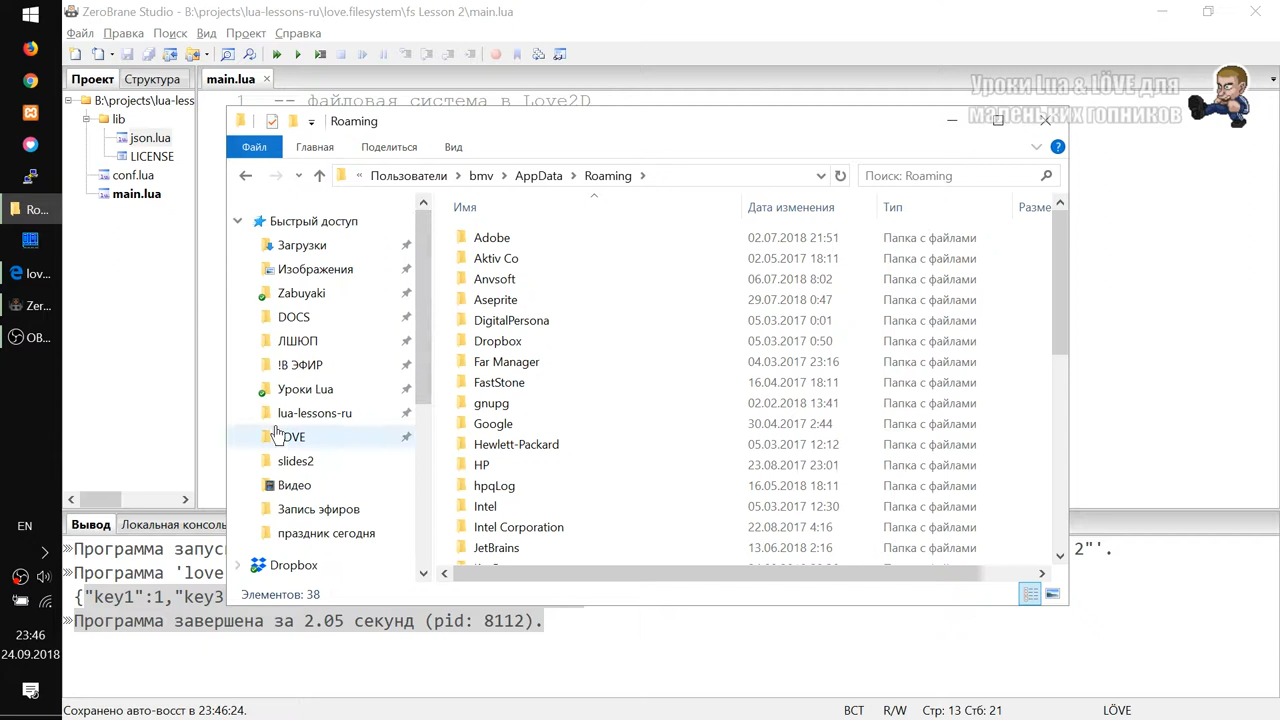 ZeroBrane Studio - B:\projects\lua-lessons-ru\love.filesystem\fs Lesson 2\main.lua
Файл Правка Поиск Вид Проект Справка
Проект Структура
main.lua
B:\projects\lua-less
lib
json.lua
LICENSE
conf.lua
main.lua
1 -- файловая система в Love2D
Уроки Lua & LÖVE для
маленьких гопников
Roaming
Файл Главная Поделиться Вид
« Пользователи > bmv > AppData > Roaming >
Поиск: Roaming
Быстрый доступ
Загрузки
Изображения
Zabuyaki
DOCS
ЛШЮП
!В ЭФИР
Уроки Lua
lua-lessons-ru
OVE
slides2
Видео
Запись эфиров
праздник сегодня
Dropbox
Имя Дата изменения Тип Разме
Adobe 02.07.2018 21:51 Папка с файлами
Aktiv Co 02.05.2017 18:11 Папка с файлами
Anvsoft 06.07.2018 8:02 Папка с файлами
Aseprite 29.07.2018 0:47 Папка с файлами
DigitalPersona 05.03.2017 0:01 Папка с файлами
Dropbox 05.03.2017 0:50 Папка с файлами
Far Manager 04.03.2017 23:16 Папка с файлами
FastStone 16.04.2017 18:11 Папка с файлами
gnupg 02.02.2018 13:41 Папка с файлами
Google 30.04.2017 2:44 Папка с файлами
Hewlett-Packard 05.03.2017 12:12 Папка с файлами
HP 23.08.2017 23:01 Папка с файлами
hpqLog 16.05.2018 18:11 Папка с файлами
Intel 05.03.2017 12:30 Папка с файлами
Intel Corporation 22.08.2017 4:16 Папка с файлами
JetBrains 13.06.2018 2:16 Папка с файлами
Элементов: 38
Вывод Локальная консоль
Программа запус 2"'.
Программа 'love
{"key1":1,"key3
Программа завершена за 2.05 секунд (pid: 8112).
Сохранено авто-восст в 23:46:24. ВСТ R/W Стр: 13 Стб: 21 LÖVE
Ro...
lov...
Zer...
OB...
EN
23:46
24.09.2018